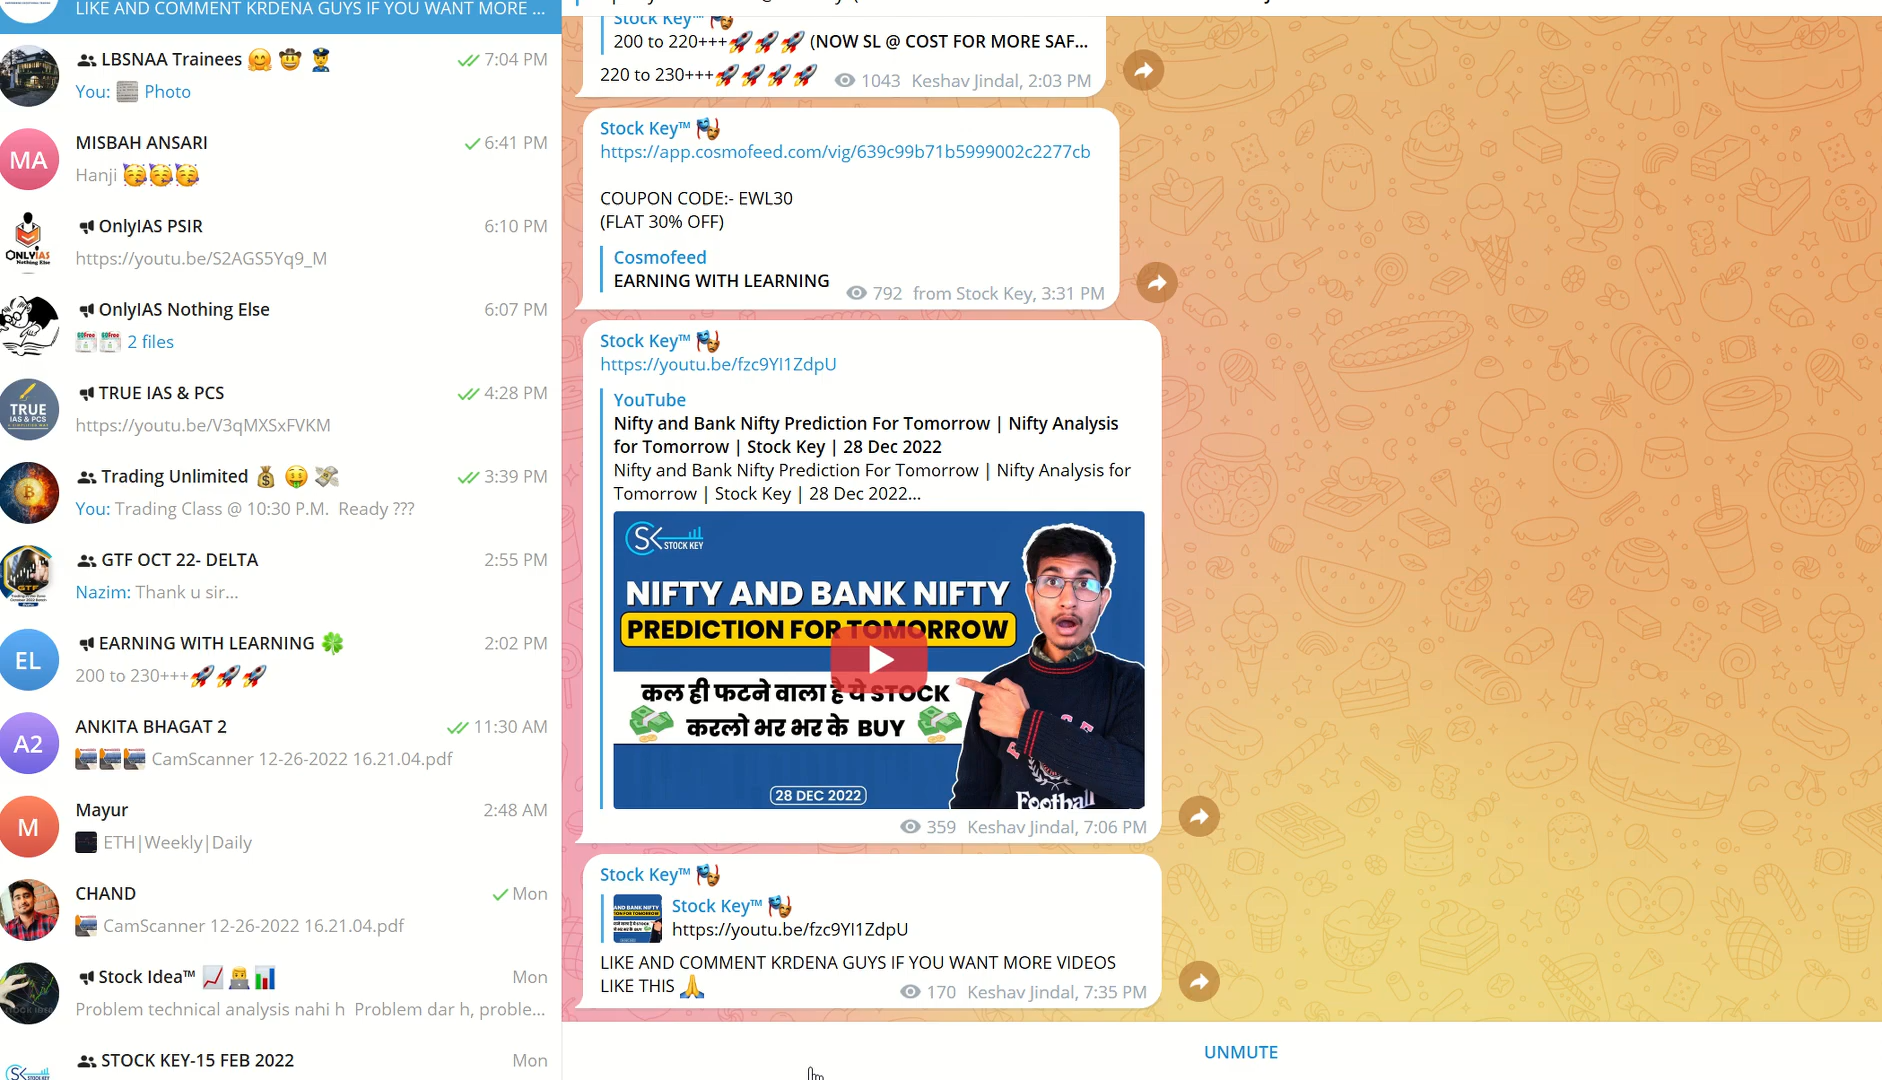 LIKE AND COMMENT KRDENA GUYS IF YOU WANT MORE ...
LBSNAA Trainees 🤗 🤠 👮 7:04 PM
You: Photo
MA
MISBAH ANSARI 6:41 PM
Hanji 🥳🥳🥳
ONLYIAS
Nothing Else
OnlyIAS PSIR 6:10 PM
https://youtu.be/S2AGS5Yq9_M
OnlyIAS Nothing Else 6:07 PM
2 files
TRUE
IAS & PCS
TRUE IAS & PCS 4:28 PM
https://youtu.be/V3qMXSxFVKM
Trading Unlimited 💰 🤑 💸 3:39 PM
You: Trading Class @ 10:30 P.M. Ready ???
GTF OCT 22- DELTA 2:55 PM
Nazim: Thank u sir...
EL
EARNING WITH LEARNING 🍀 2:02 PM
200 to 230+++🚀🚀🚀
A2
ANKITA BHAGAT 2 11:30 AM
CamScanner 12-26-2022 16.21.04.pdf
M
Mayur 2:48 AM
ETH|Weekly|Daily
CHAND Mon
CamScanner 12-26-2022 16.21.04.pdf
Stock Idea™ 📈 👨‍💻 📊 Mon
Problem technical analysis nahi h Problem dar h, proble...
STOCK KEY-15 FEB 2022 Mon
Stock Key™ 🎭
200 to 220+++🚀🚀🚀 (NOW SL @ COST FOR MORE SAF...
220 to 230+++🚀🚀🚀🚀 1043 Keshav Jindal, 2:03 PM
Stock Key™ 🎭
https://app.cosmofeed.com/vig/639c99b71b5999002c2277cb
COUPON CODE:- EWL30
(FLAT 30% OFF)
Cosmofeed
EARNING WITH LEARNING
792 from Stock Key, 3:31 PM
Stock Key™ 🎭
https://youtu.be/fzc9YI1ZdpU
YouTube
Nifty and Bank Nifty Prediction For Tomorrow | Nifty Analysis
for Tomorrow | Stock Key | 28 Dec 2022
Nifty and Bank Nifty Prediction For Tomorrow | Nifty Analysis for
Tomorrow | Stock Key | 28 Dec 2022...
SK STOCK KEY
NIFTY AND BANK NIFTY
PREDICTION FOR TOMORROW
कल ही फटने वाला है ये STOCK
करलो भर भर के BUY
28 DEC 2022
Football
359 Keshav Jindal, 7:06 PM
Stock Key™ 🎭
Stock Key™ 🎭
https://youtu.be/fzc9YI1ZdpU
LIKE AND COMMENT KRDENA GUYS IF YOU WANT MORE VIDEOS
LIKE THIS 🙏 170 Keshav Jindal, 7:35 PM
UNMUTE